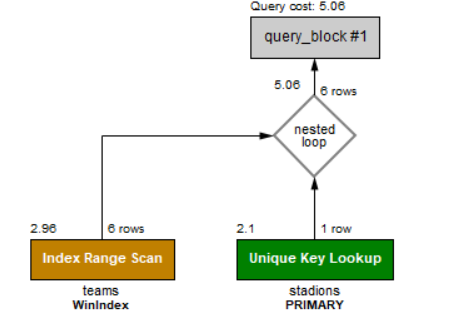 Query cost: 5.06
query_block #1
5.06 6 rows
nested
loop
2.96 6 rows 2.1 1 row
Index Range Scan Unique Key Lookup
teams stadions
WinIndex PRIMARY